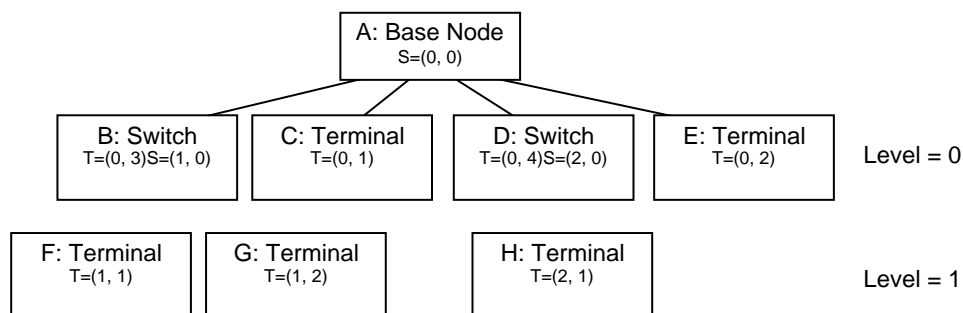 A: Base Node
S=(0, 0)
B: Switch
T=(0, 3)S=(1, 0)
C: Terminal
T=(0, 1)
D: Switch
T=(0, 4)S=(2, 0)
E: Terminal
T=(0, 2)
Level = 0
F: Terminal
T=(1, 1)
G: Terminal
T=(1, 2)
H: Terminal
T=(2, 1)
Level = 1